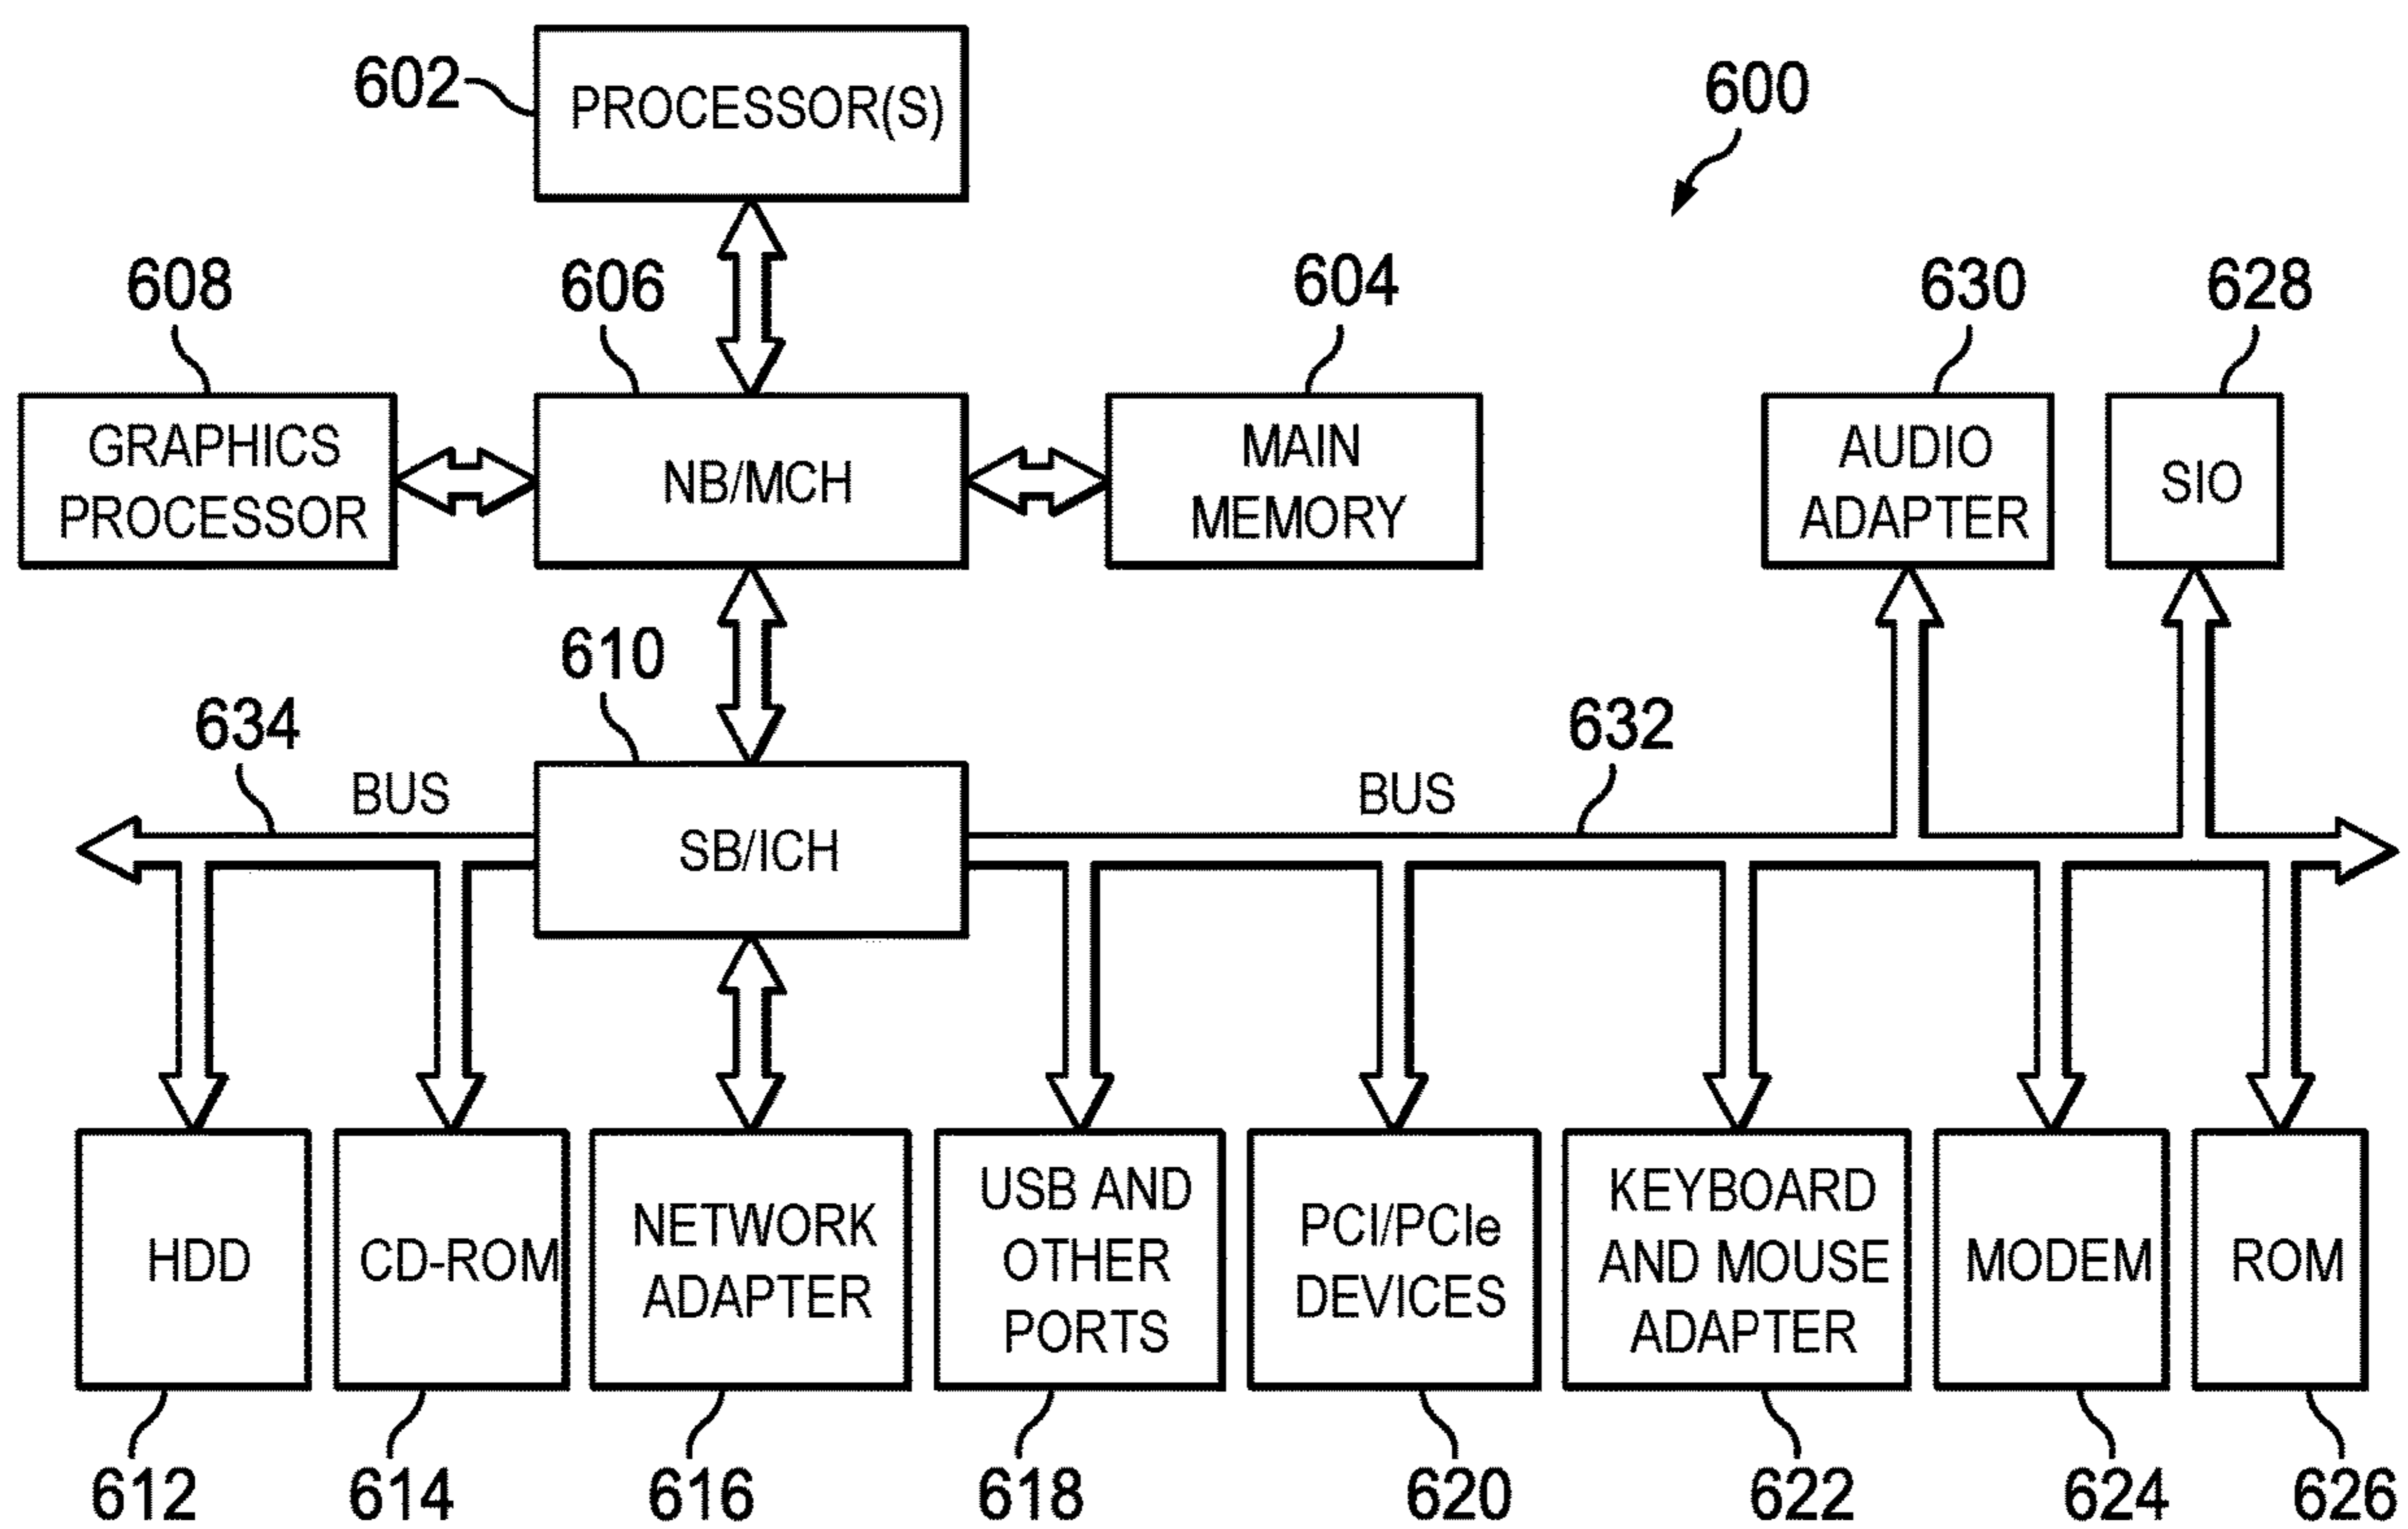 602
PROCESSOR(S)
600
608
606
604
630
628
GRAPHICS
PROCESSOR
NB/MCH
MAIN
MEMORY
AUDIO
ADAPTER
SIO
610
634
BUS
SB/ICH
BUS
632
HDD
CD-ROM
NETWORK
ADAPTER
USB AND
OTHER
PORTS
PCI/PCIe
DEVICES
KEYBOARD
AND MOUSE
ADAPTER
MODEM
ROM
612
614
616
618
620
622
624
626